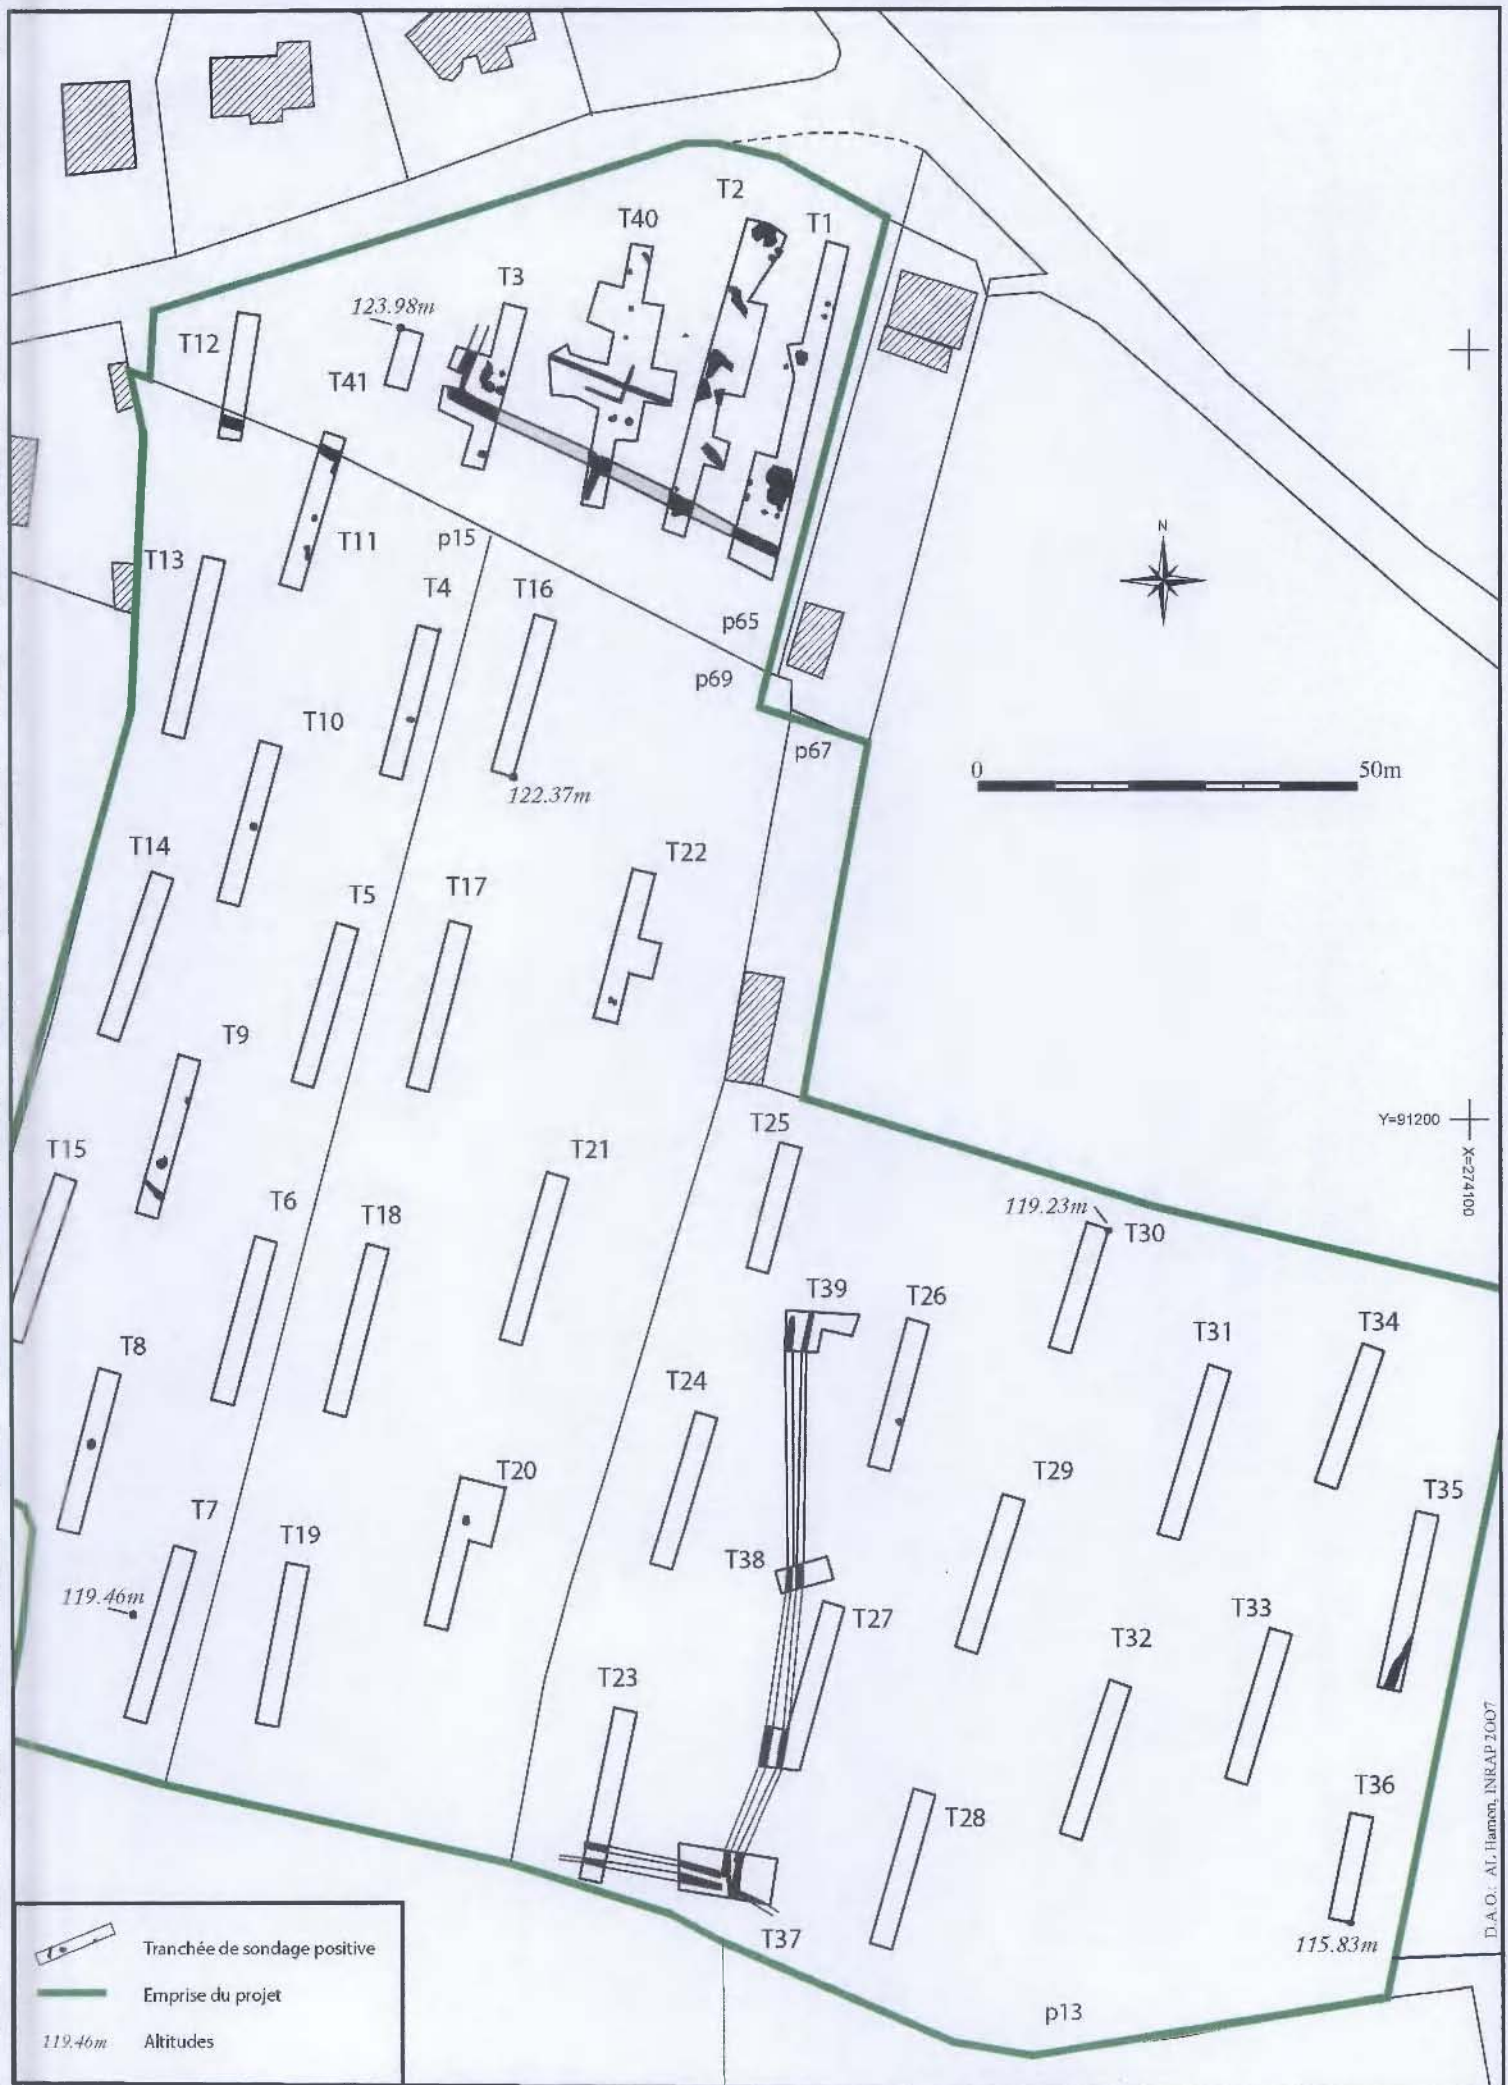 T2
T40
T1
T3
123.98m
T12
T41
T11
p15
T13
T4
T16
p65
p69
T10
p67
122.37m
0
50m
N
T14
T22
T5
T17
T9
Y=91200
X=274100
T25
T15
T21
T6
T18
119.23m
T30
T39
T26
T31
T34
T8
T24
T20
T29
T35
T7
T19
T38
119.46m
T27
T33
T32
T23
T36
T28
T37
115.83m
p13
D.A.O.: AL Hamon, INRAP 2007
Tranchée de sondage positive
Emprise du projet
119.46m Altitudes